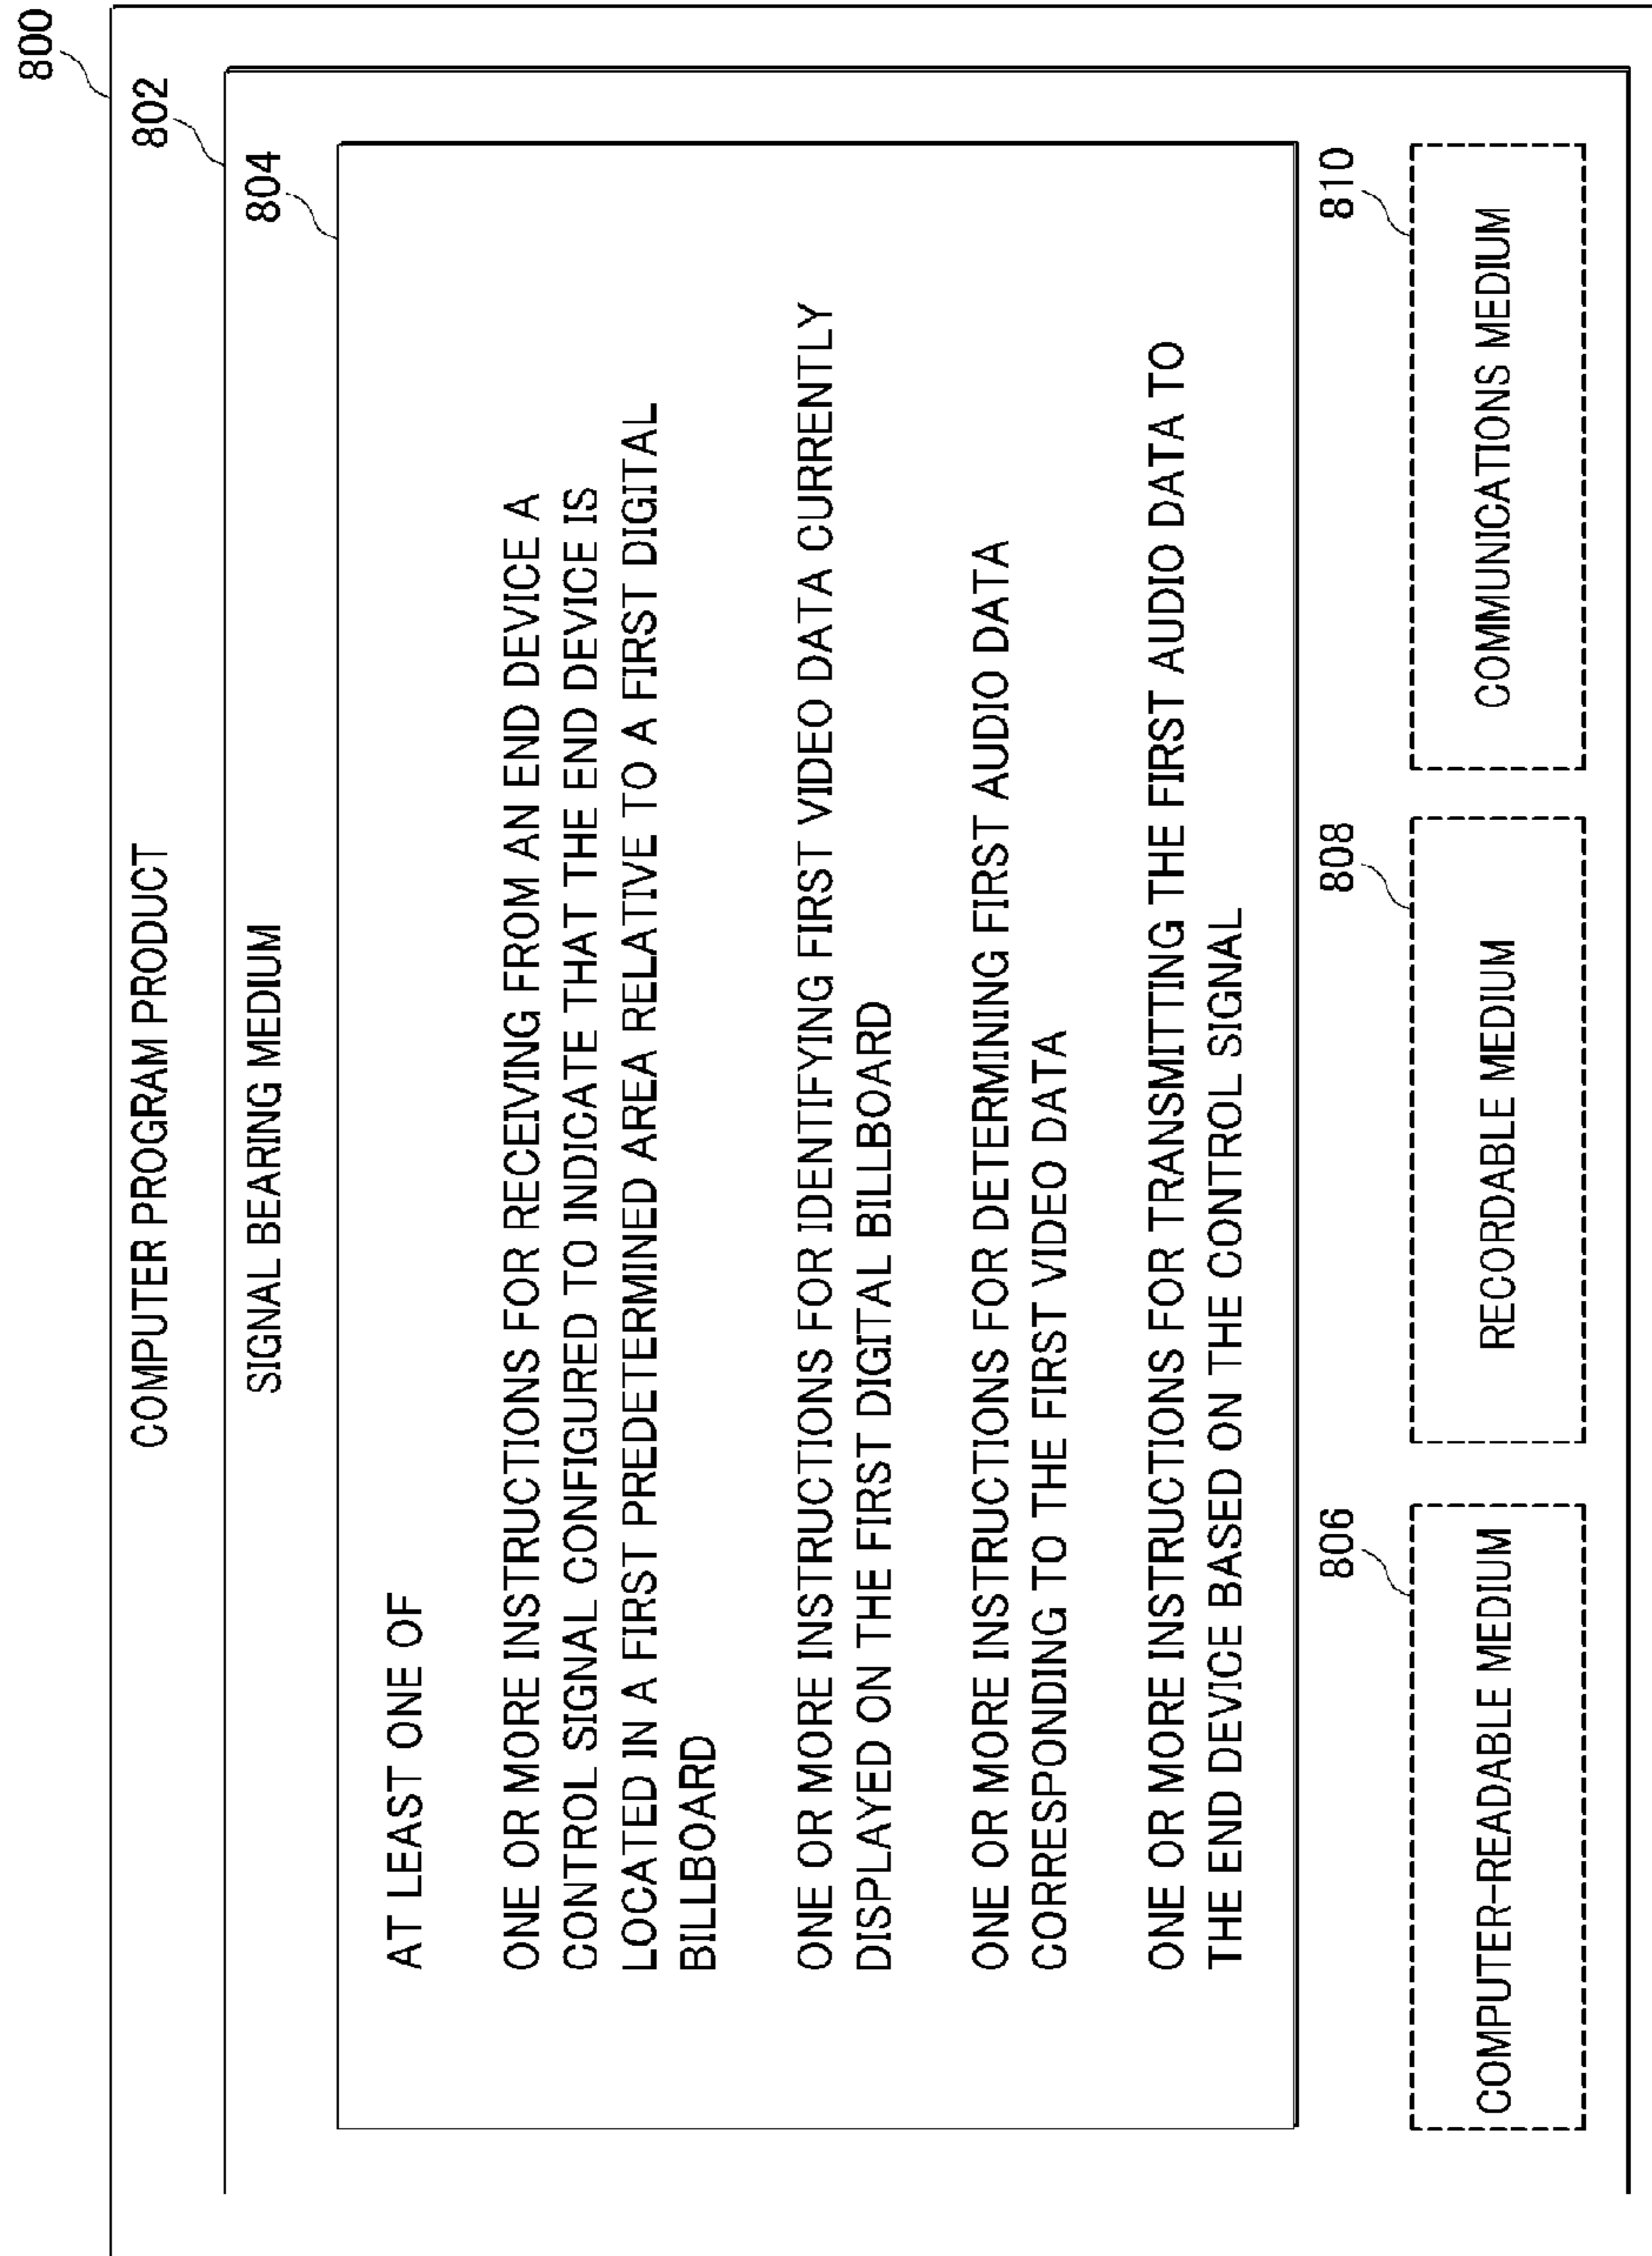 800
COMPUTER PROGRAM PRODUCT
802
SIGNAL BEARING MEDIUM
804
AT LEAST ONE OF
ONE OR MORE INSTRUCTIONS FOR RECEIVING FROM AN END DEVICE A
CONTROL SIGNAL CONFIGURED TO INDICATE THAT THE END DEVICE IS
LOCATED IN A FIRST PREDETERMINED AREA RELATIVE TO A FIRST DIGITAL
BILLBOARD
ONE OR MORE INSTRUCTIONS FOR IDENTIFYING FIRST VIDEO DATA CURRENTLY
DISPLAYED ON THE FIRST DIGITAL BILLBOARD
ONE OR MORE INSTRUCTIONS FOR DETERMINING FIRST AUDIO DATA
CORRESPONDING TO THE FIRST VIDEO DATA
ONE OR MORE INSTRUCTIONS FOR TRANSMITTING THE FIRST AUDIO DATA TO
THE END DEVICE BASED ON THE CONTROL SIGNAL
806
808
810
COMPUTER-READABLE MEDIUM
RECORDABLE MEDIUM
COMMUNICATIONS MEDIUM